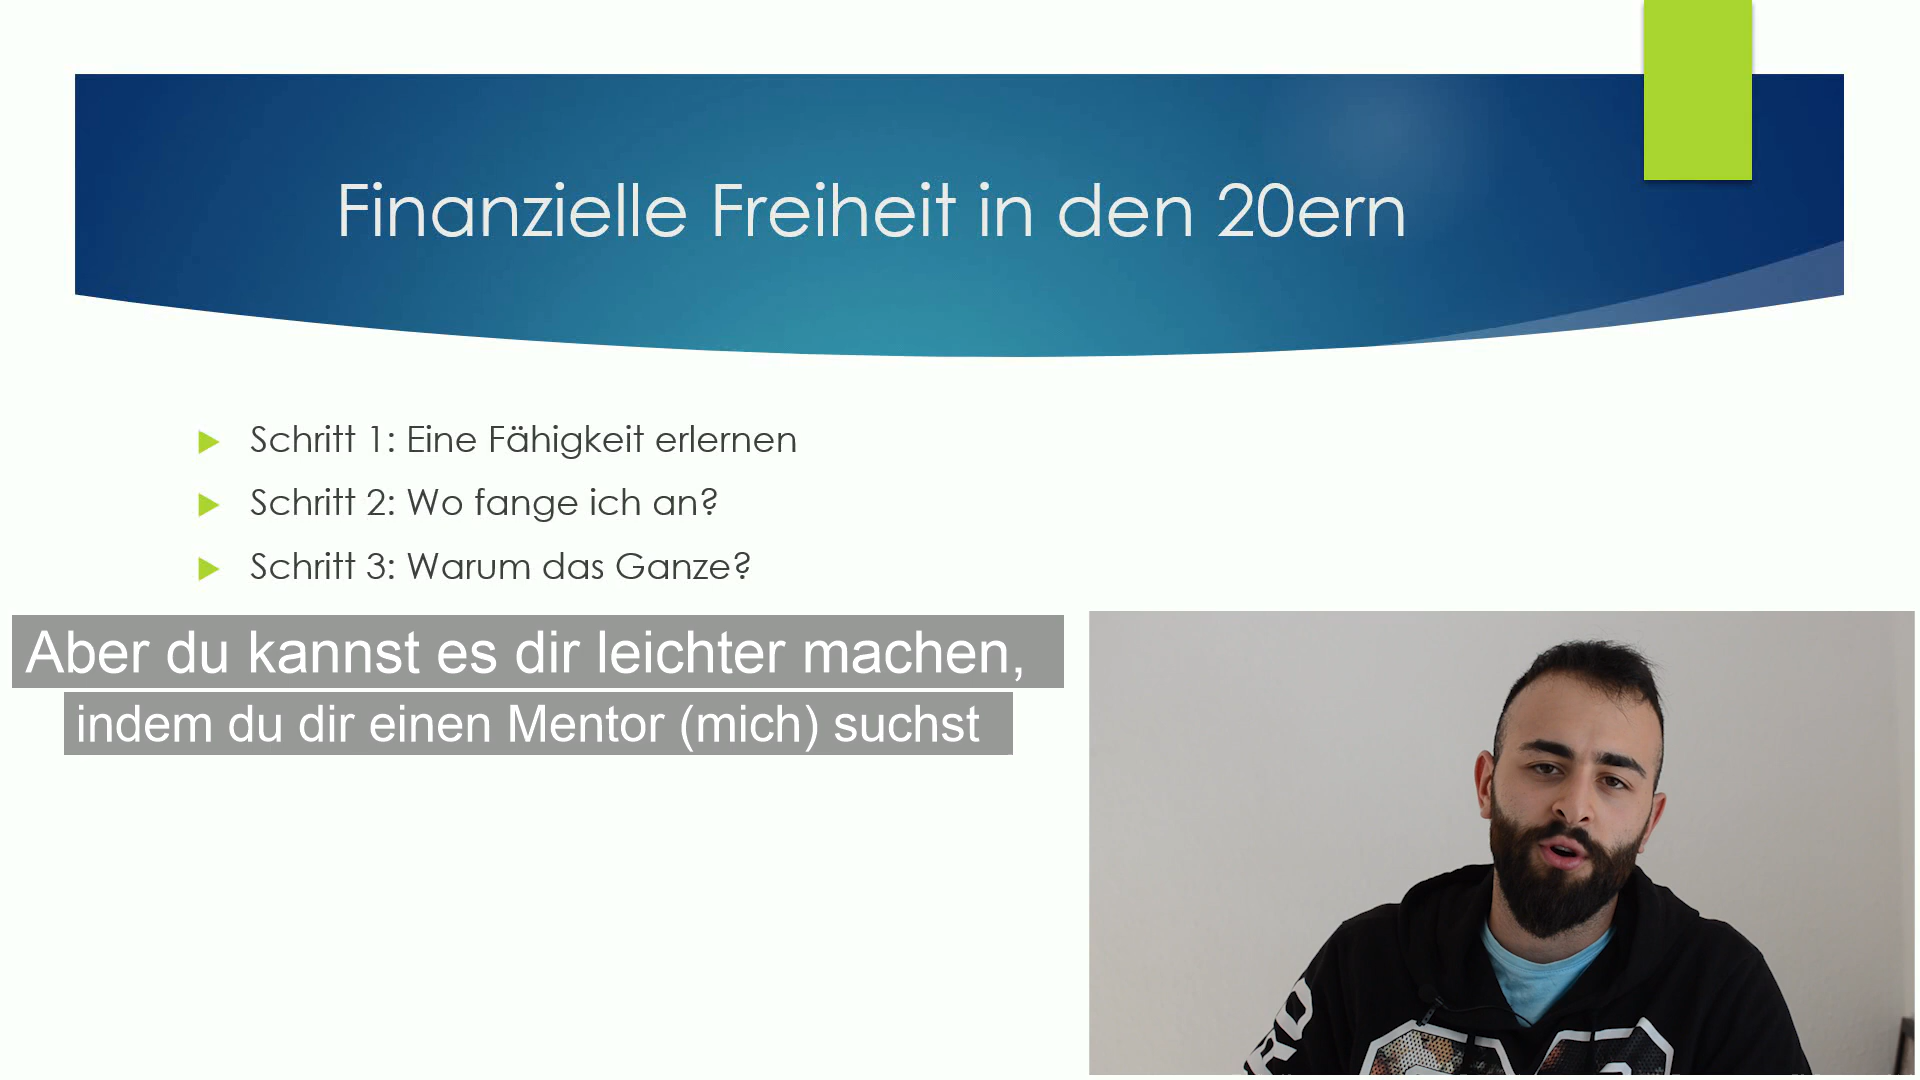 Finanzielle Freiheit in den 20ern
Schritt 1: Eine Fähigkeit erlernen
Schritt 2: Wo fange ich an?
Schritt 3: Warum das Ganze?
Aber du kannst es dir leichter machen,
indem du dir einen Mentor (mich) suchst